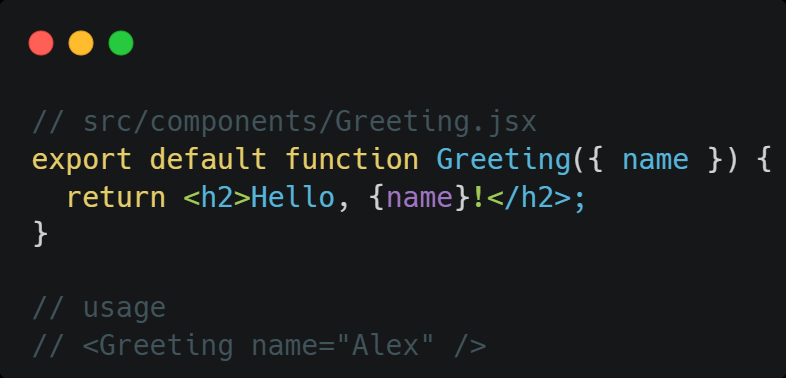 // src/components/Greeting.jsx
export default function Greeting({ name }) {
  return <h2>Hello, {name}!</h2>;
}
// usage
// <Greeting name="Alex" />